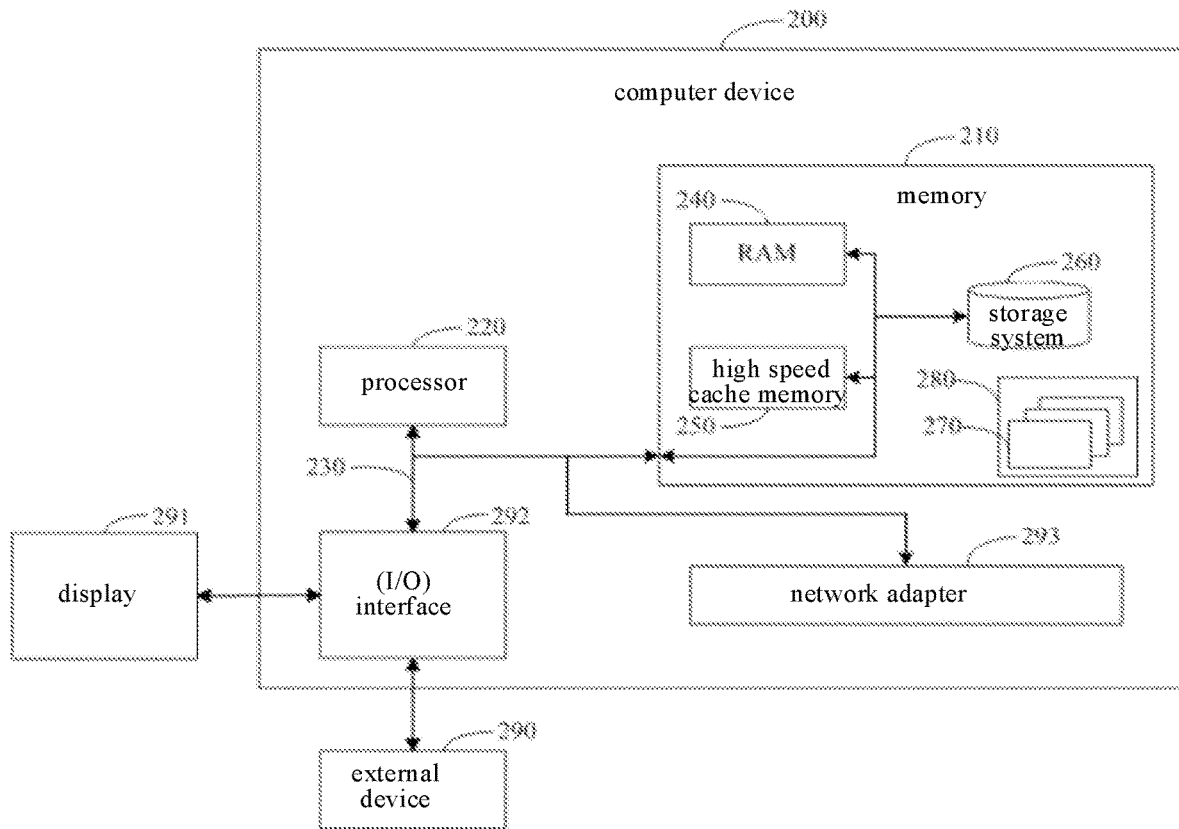 200
computer device
210
memory
240
RAM
260
storage
system
220
processor
high speed
cache memory
250
280
270
230
291
display
292
(I/O)
interface
293
network adapter
290
external
device